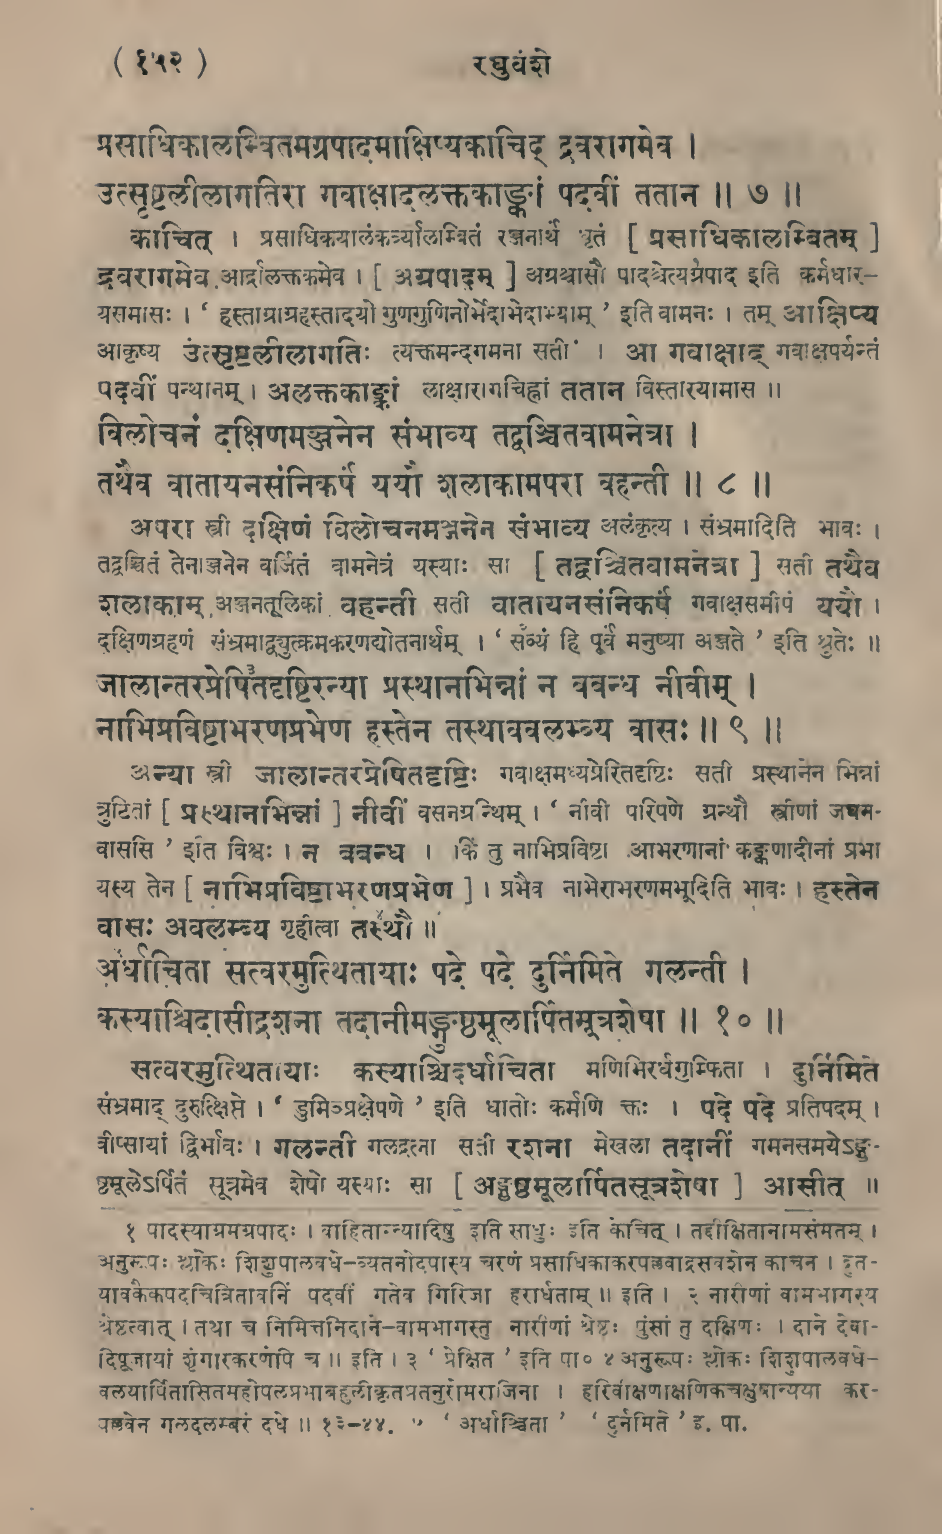 ( १५२ ) रघुवंशे
प्रसाधिकालम्बितमग्रपादमाक्षिप्यकाचिद् द्रवरागमेव ।
उत्सृष्टलीलागतिरा गवाक्षादलक्तकाङ्कां पदवीं ततान ॥ ७ ॥
काचित् । प्रसाधिकयालंकर्त्र्यालम्बितं रञ्जनार्थं धृतं [ प्रसाधिकालम्बितम् ]
द्रवरागमेव आर्द्रालक्तकमेव । [ अग्रपादम् ] अग्रश्चासौ पादश्चेत्यग्रपाद इति कर्मधार-
यसमासः । ‘ हस्ताग्राग्रहस्तादयो गुणगुणिनोर्भेदाभेदाभ्याम् ’ इति वामनः । तम् आक्षिप्य
आकृष्य उत्सृष्टलीलागतिः त्यक्तमन्दगमना सती । आ गवाक्षाद् गवाक्षपर्यन्तं
पदवीं पन्थानम् । अलक्तकाङ्कां लाक्षारागचिह्नां ततान विस्तारयामास ॥
विलोचनं दक्षिणमञ्जनेन संभाव्य तद्वञ्चितवामनेत्रा ।
तथैव वातायनसंनिकर्षं ययौ शलाकामपरा वहन्ती ॥ ८ ॥
अपरा स्त्री दक्षिणं विलोचनमञ्जनेन संभाव्य अलंकृत्य । संभ्रमादिति भावः ।
तद्वञ्चितं तेनाञ्जनेन वर्जितं वामनेत्रं यस्याः सा [ तद्वञ्चितवामनेत्रा ] सती तथैव
शलाकाम् अञ्जनतूलिकां वहन्ती सती वातायनसंनिकर्षं गवाक्षसमीपं ययौ ।
दक्षिणग्रहणं संभ्रमाद्व्युत्क्रमकरणद्योतनार्थम् । ‘ सव्यं हि पूर्वं मनुष्या अञ्जते ’ इति श्रुतेः ॥
जालान्तरप्रेषितदृष्टिरन्या प्रस्थानभिन्नां न बबन्ध नीवीम् ।
नाभिप्रविष्टाभरणप्रभेण हस्तेन तस्थाववलम्ब्य वासः ॥ ९ ॥
अन्या स्त्री जालान्तरप्रेषितदृष्टिः गवाक्षमध्यप्रेरितदृष्टिः सती प्रस्थानेन भिन्नां
त्रुटितां [ प्रस्थानभिन्नां ] नीवीं वसनग्रन्थिम् । ‘ नीवी परिपणे ग्रन्थौ स्त्रीणां जघन-
वाससि ’ इति विश्वः । न बबन्ध । किं तु नाभिप्रविष्टा आभरणानां कङ्कणादीनां प्रभा
यस्य तेन [ नाभिप्रविष्टाभरणप्रभेण ] । प्रभैव नाभेराभरणमभूदिति भावः । हस्तेन
वासः अवलम्ब्य गृहीत्वा तस्थौ ॥
अर्धाचिता सत्वरमुत्थितायाः पदे पदे दुर्निमिते गलन्ती ।
कस्याश्चिदासीद्रशना तदानीमङ्गुष्ठमूलार्पितसूत्रशेषा ॥ १० ॥
सत्वरमुत्थितायाः कस्याश्चिदर्धाचिता मणिभिरर्धगुम्फिता । दुर्निमिते
संभ्रमाद् दुरुत्क्षिप्ते । ‘ डुमिञ्प्रक्षेपणे ’ इति धातोः कर्मणि क्तः । पदे पदे प्रतिपदम् ।
वीप्सायां द्विर्भावः । गलन्ती गलद्रत्ना सती रशना मेखला तदानीं गमनसमयेऽङ्गु-
ष्ठमूलेऽर्पितं सूत्रमेव शेषो यस्याः सा [ अङ्गुष्ठमूलार्पितसूत्रशेषा ] आसीत् ॥
१ पादस्याग्रमग्रपादः । वाहिताग्न्यादिषु इति साधुः इति केचित् । तद्दीक्षितानामसंमतम् ।
अनुरूपः श्लोकः शिशुपालवधे-व्यतनोदपास्य चरणं प्रसाधिकाकरपल्लवाद्रसवशेन काचन । द्रुत-
यावकैकपदचित्रितावनिं पदवीं गतेव गिरिजा हरार्धताम् ॥ इति । २ नारीणां वामभागस्य
श्रेष्ठत्वात् । तथा च निमित्तनिदाने-वामभागस्तु नारीणां श्रेष्ठः पुंसां तु दक्षिणः । दाने देवा-
दिपूजायां शृंगारकरणेपि च ॥ इति । ३ ‘ प्रेक्षित ’ इति पा० ४ अनुरूपः श्लोकः शिशुपालवधे-
वलयार्पितासितमहोपलप्रभाबहुलीकृतप्रतनुरोमराजिना । हरिवीक्षणाक्षणिकचक्षुषान्यया कर-
पल्लवेन गलदलम्बरं दधे ॥ १३-४४. ५ ‘ अर्धाञ्चिता ’ ‘ दुर्नमिते ’ इ. पा.